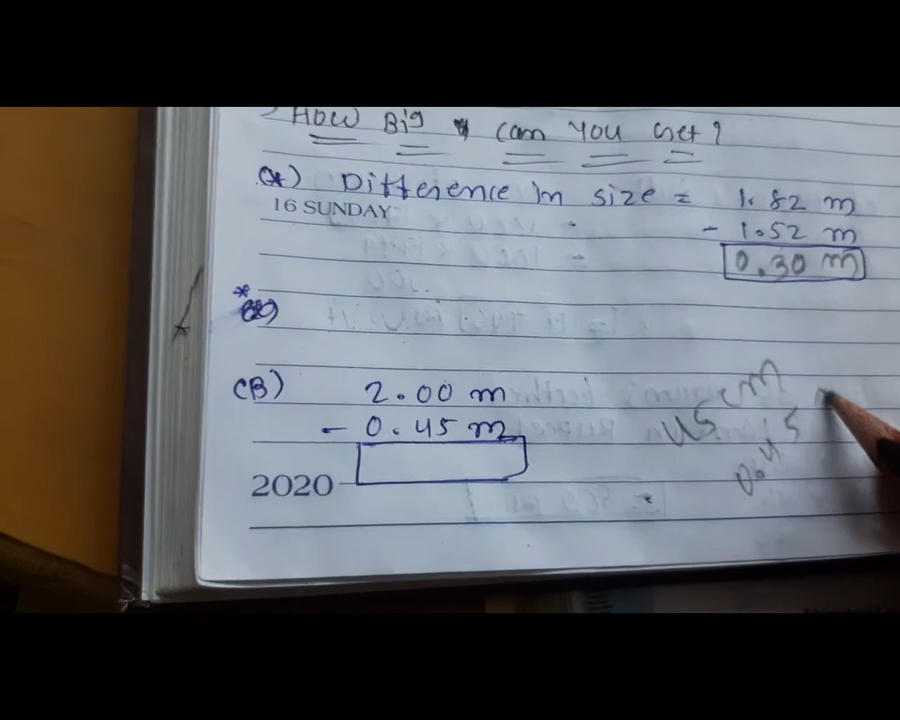 How Big Can You Get?
(*) Difference in size = 1.82 m
16 SUNDAY
- 1.52 m
0.30 m
*
(B) 2.00 m
- 0.45 m
45 cm
0.45
2020